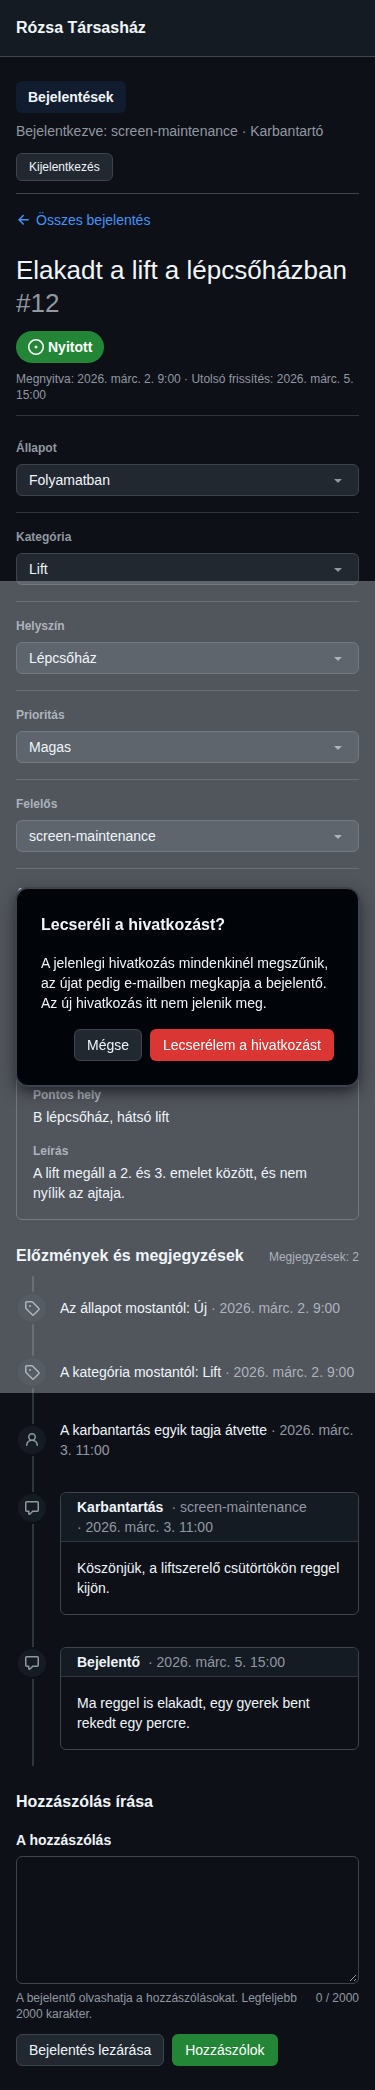 Rózsa Társasház
Bejelentések
Bejelentkezve: screen-maintenance · Karbantartó
Kijelentkezés
← Összes bejelentés
Elakadt a lift a lépcsőházban
#12
Nyitott
Megnyitva: 2026. márc. 2. 9:00 · Utolsó frissítés: 2026. márc. 5.
15:00
Állapot
Folyamatban
Kategória
Lift
Helyszín
Lépcsőház
Prioritás
Magas
Felelős
screen-maintenance
Lecseréli a hivatkozást?
A jelenlegi hivatkozás mindenkinél megszűnik,
az újat pedig e-mailben megkapja a bejelentő.
Az új hivatkozás itt nem jelenik meg.
Mégse
Lecserélem a hivatkozást
Pontos hely
B lépcsőház, hátsó lift
Leírás
A lift megáll a 2. és 3. emelet között, és nem
nyílik az ajtaja.
Előzmények és megjegyzések
Megjegyzések: 2
Az állapot mostantól: Új · 2026. márc. 2. 9:00
A kategória mostantól: Lift · 2026. márc. 2. 9:00
A karbantartás egyik tagja átvette · 2026. márc.
3. 11:00
Karbantartás · screen-maintenance
· 2026. márc. 3. 11:00
Köszönjük, a liftszerelő csütörtökön reggel
kijön.
Bejelentő · 2026. márc. 5. 15:00
Ma reggel is elakadt, egy gyerek bent
rekedt egy percre.
Hozzászólás írása
A hozzászólás
A bejelentő olvashatja a hozzászólásokat. Legfeljebb
2000 karakter.
0 / 2000
Bejelentés lezárása
Hozzászólok